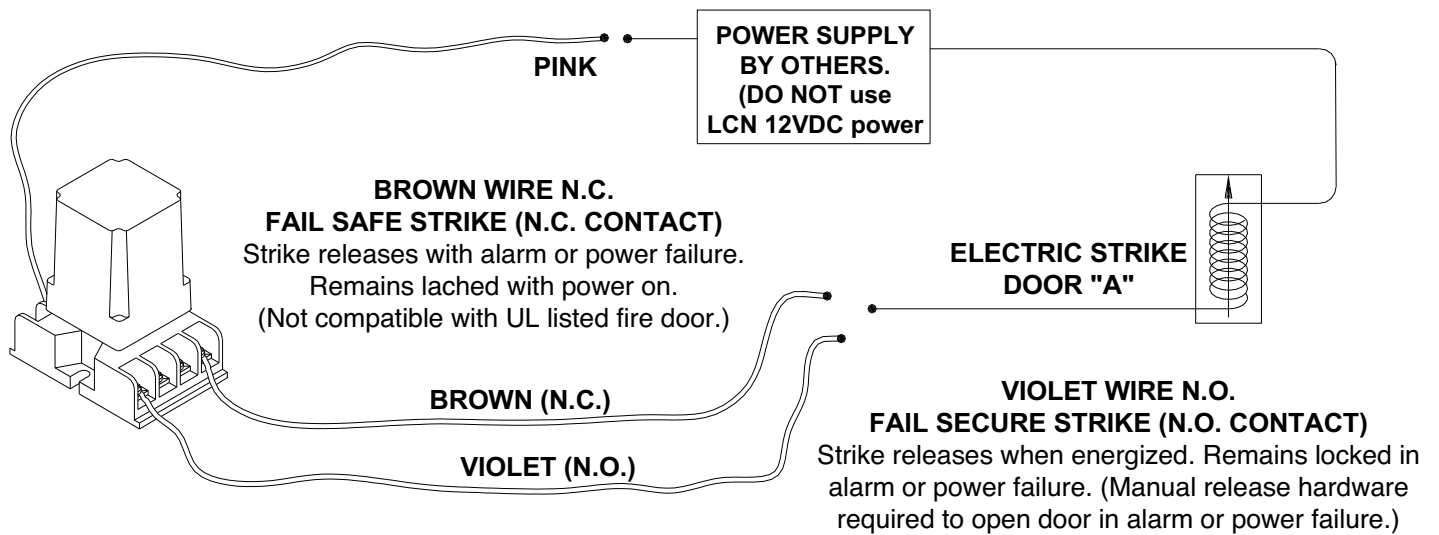 PINK
POWER SUPPLY
BY OTHERS.
(DO NOT use
LCN 12VDC power
BROWN WIRE N.C.
FAIL SAFE STRIKE (N.C. CONTACT)
Strike releases with alarm or power failure.
Remains lached with power on.
(Not compatible with UL listed fire door.)
ELECTRIC STRIKE
DOOR "A"
BROWN (N.C.)
VIOLET (N.O.)
VIOLET WIRE N.O.
FAIL SECURE STRIKE (N.O. CONTACT)
Strike releases when energized. Remains locked in
alarm or power failure. (Manual release hardware
required to open door in alarm or power failure.)